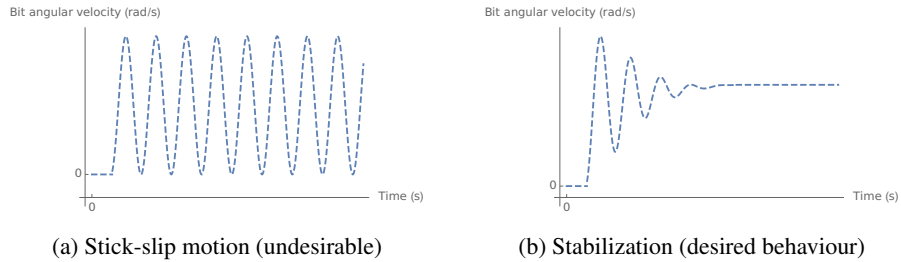 Bit angular velocity (rad/s)
0
0
Time (s)
(a) Stick-slip motion (undesirable)
Bit angular velocity (rad/s)
0
0
Time (s)
(b) Stabilization (desired behaviour)